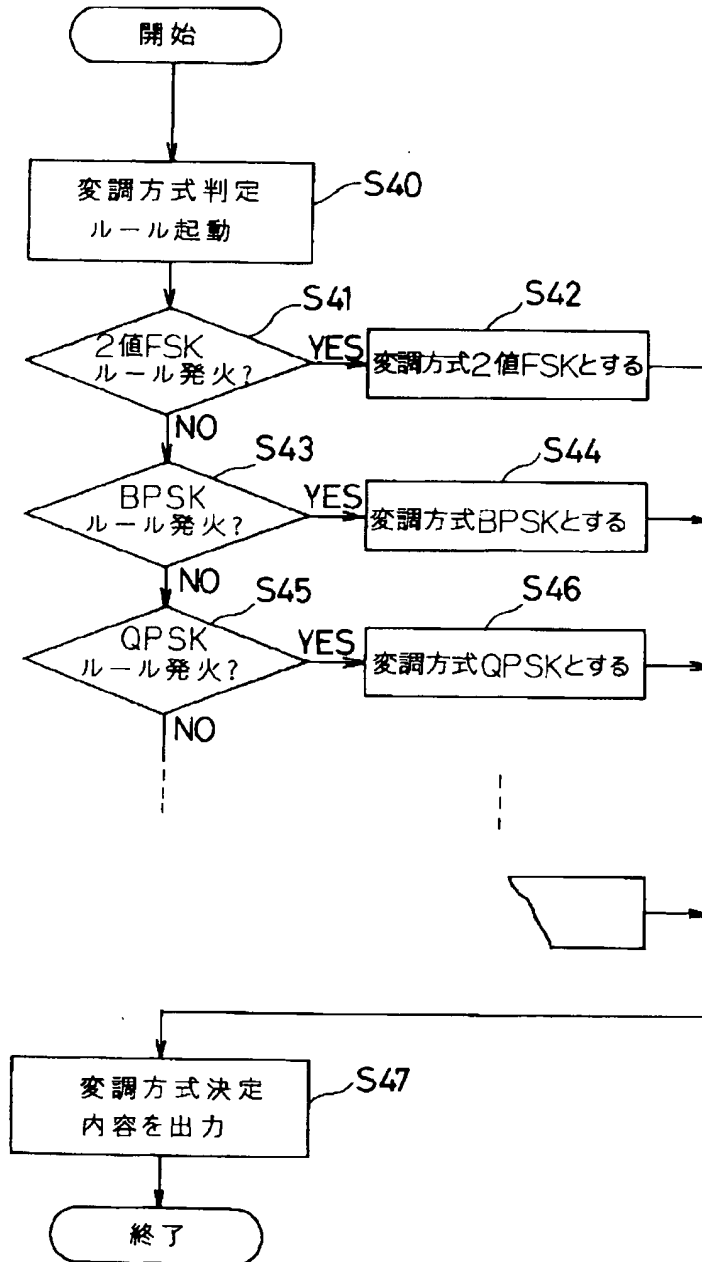 開始
変調方式判定
ルール起動
S40
S41
2値FSK
ルール発火?
YES
S42
変調方式2値FSKとする
NO
S43
BPSK
ルール発火?
YES
S44
変調方式BPSKとする
NO
S45
QPSK
ルール発火?
YES
S46
変調方式QPSKとする
NO
変調方式決定
内容を出力
S47
終了